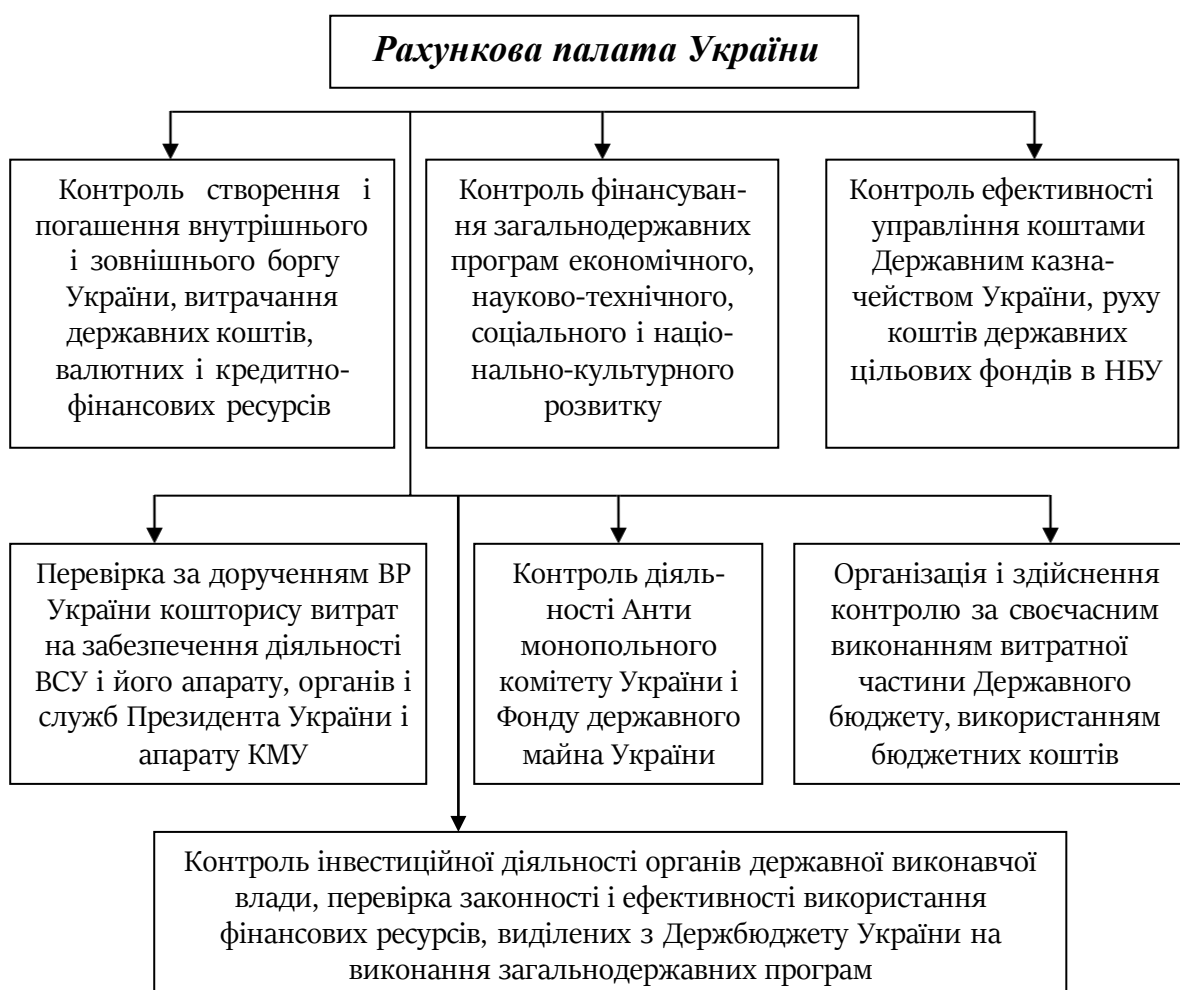 Рахункова палата України
Контроль створення і
погашення внутрішнього
і зовнішнього боргу
України, витрачання
державних коштів,
валютних і кредитно-
фінансових ресурсів
Контроль фінансуван-
ня загальнодержавних
програм економічного,
науково-технічного,
соціального і націо-
нально-культурного
розвитку
Контроль ефективності
управління коштами
Державним казна-
чейством України, руху
коштів державних
цільових фондів в НБУ
Перевірка за дорученням ВР
України кошторису витрат
на забезпечення діяльності
ВСУ і його апарату, органів і
служб Президента України і
апарату КМУ
Контроль діяль-
ності Анти
монопольного
комітету України і
Фонду державного
майна України
Організація і здійснення
контролю за своєчасним
виконанням витратної
частини Державного
бюджету, використанням
бюджетних коштів
Контроль інвестиційної діяльності органів державної виконавчої
влади, перевірка законності і ефективності використання
фінансових ресурсів, виділених з Держбюджету України на
виконання загальнодержавних програм